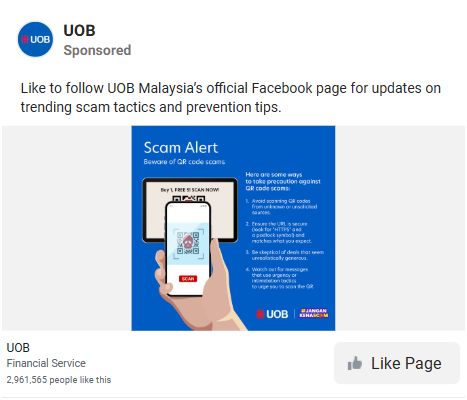 UOB
UOB
Sponsored
Like to follow UOB Malaysia's official Facebook page for updates on
trending scam tactics and prevention tips.
Scam Alert
Beware of QR code scams
Buy 1, FREE 5! SCAN NOW!
SCAN
Here are some ways
to take precaution against
QR code scams:
1. Avoid scanning QR codes
from unknown or unsolicited
sources.
2. Ensure the URL is secure
(look for "HTTPS" and
a padlock symbol) and
matches what you expect.
3. Be skeptical of deals that seem
unrealistically generous.
4. Watch out for messages
that use urgency or
intimidation tactics
to urge you to scan the QR.
UOB
#JANGAN
KENASCAM
UOB
Financial Service
2,961,565 people like this
Like Page